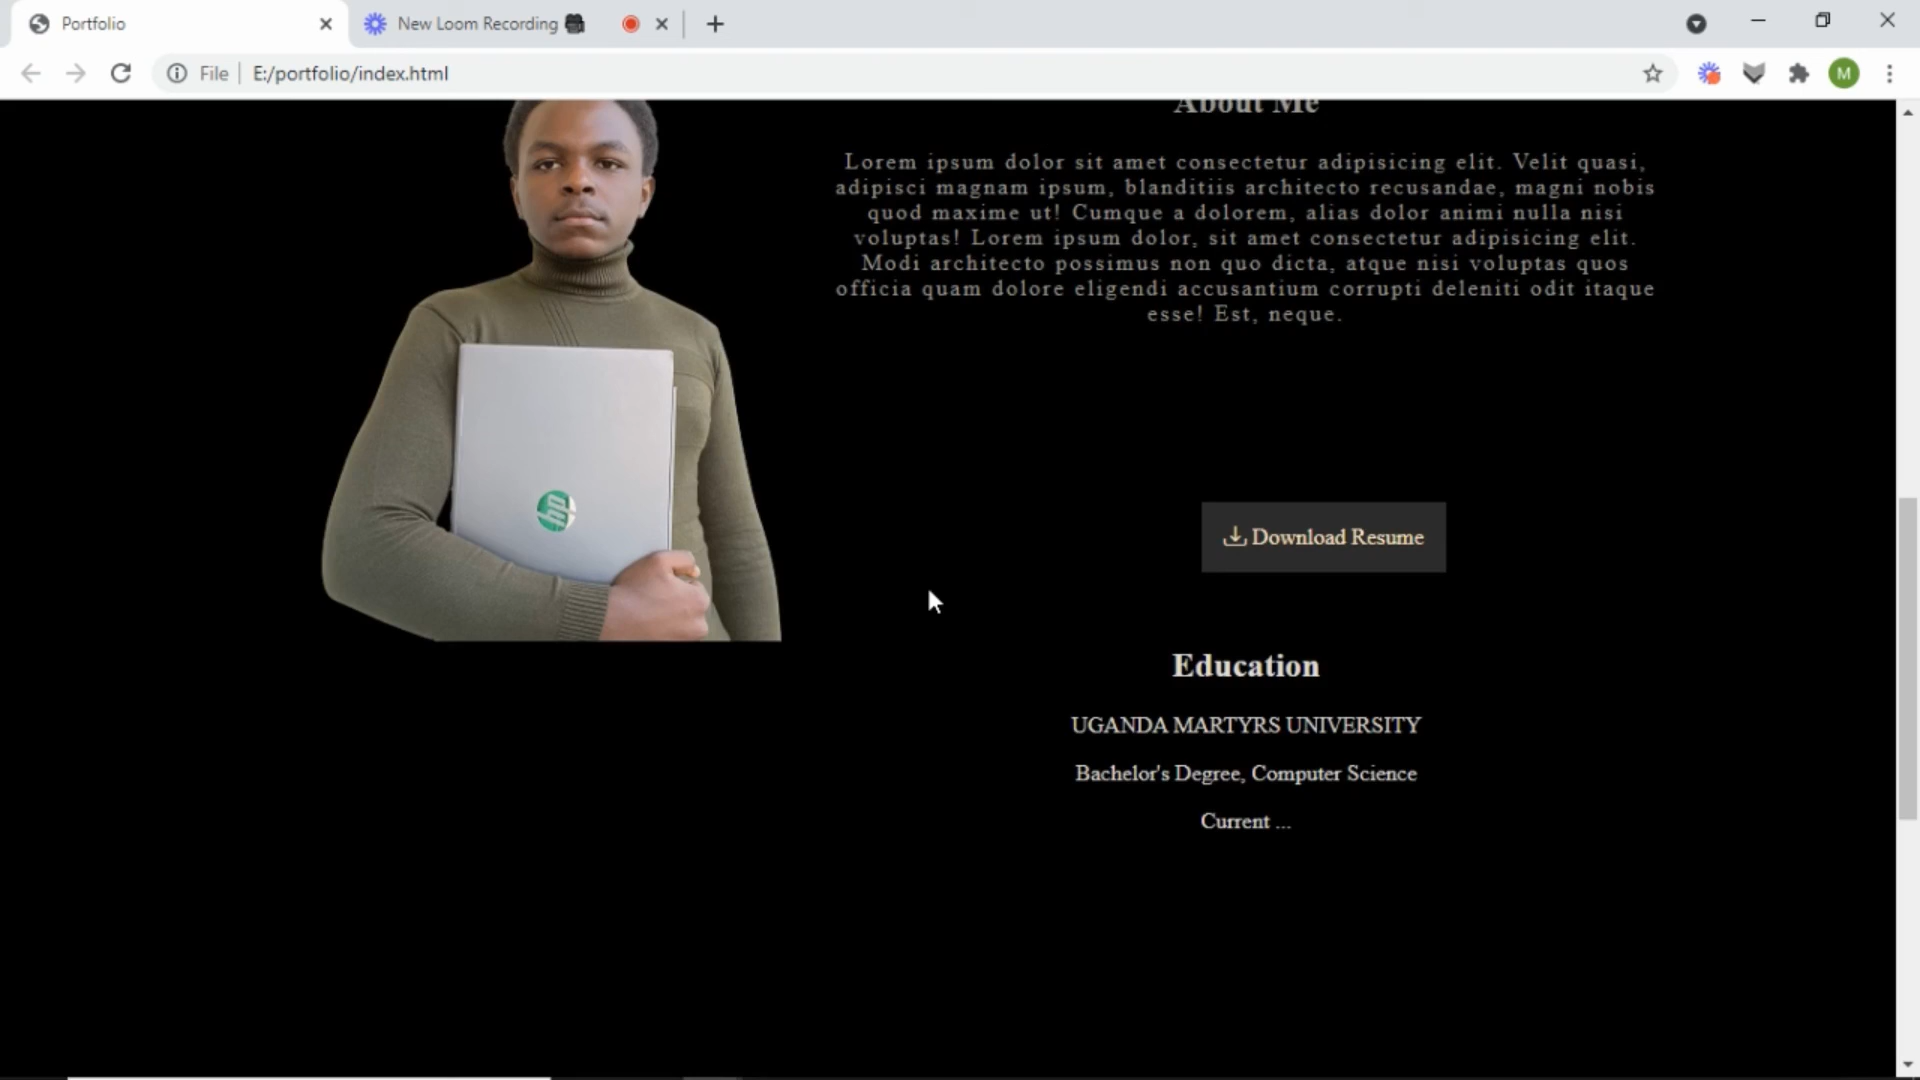 Portfolio
New Loom Recording
File
E:/portfolio/index.html
M
About Me
Lorem ipsum dolor sit amet consectetur adipisicing elit. Velit quasi,
adipisci magnam ipsum, blanditiis architecto recusandae, magni nobis
quod maxime ut! Cumque a dolorem, alias dolor animi nulla nisi
voluptas! Lorem ipsum dolor, sit amet consectetur adipisicing elit.
Modi architecto possimus non quo dicta, atque nisi voluptas quos
officia quam dolore eligendi accusantium corrupti deleniti odit itaque
esse! Est, neque.
hp
Download Resume
Education
UGANDA MARTYRS UNIVERSITY
Bachelor's Degree, Computer Science
Current ...